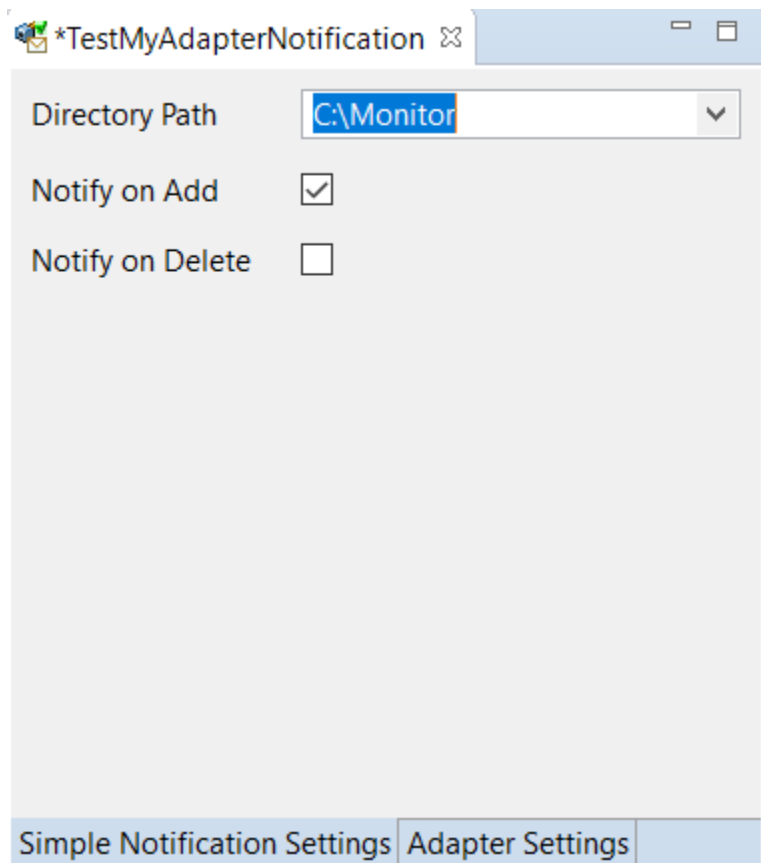 *TestMyAdapterNotification
Directory Path C:\Monitor
Notify on Add
Notify on Delete
Simple Notification Settings Adapter Settings